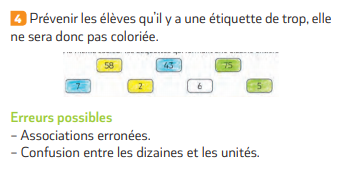 4 Prévenir les élèves qu'il y a une étiquette de trop, elle
ne sera donc pas coloriée.
58 43 75
7 2 6 5
Erreurs possibles
– Associations erronées.
– Confusion entre les dizaines et les unités.